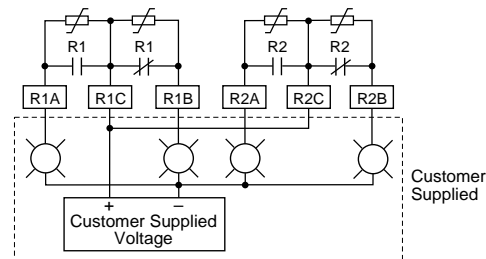 R1 R1 R2 R2
R1A R1C R1B R2A R2C R2B
Customer
Supplied
+ –
Customer Supplied
Voltage